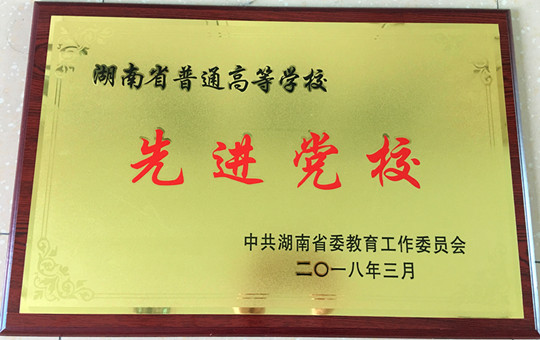 湖南省普通高等学校
先进党校
中共湖南省委教育工作委员会
二〇一八年三月